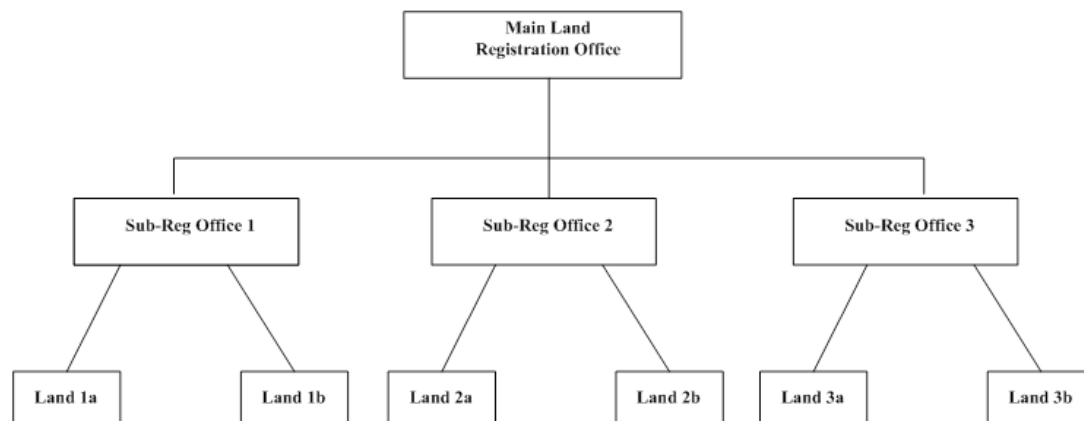 Main Land
Registration Office
Sub-Reg Office 1
Sub-Reg Office 2
Sub-Reg Office 3
Land 1a
Land 1b
Land 2a
Land 2b
Land 3a
Land 3b